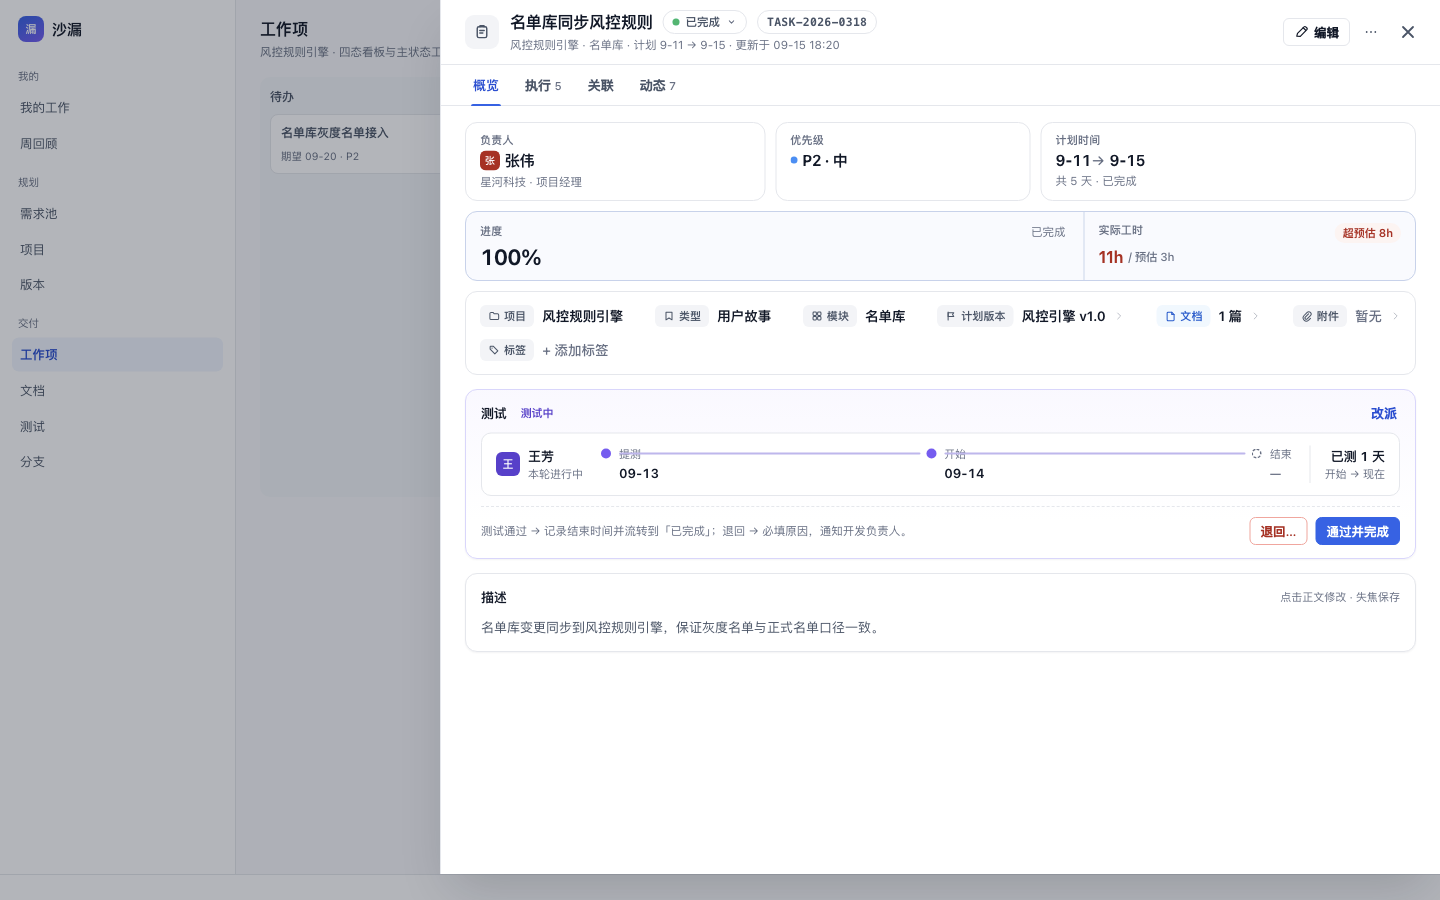 漏 沙漏
我的
我的工作
周回顾
规划
需求池
项目
版本
交付
工作项
文档
测试
分支
工作项
风控规则引擎 · 四态看板与主状态工
待办
名单库灰度名单接入
期望 09-20 · P2
名单库同步风控规则 已完成 TASK-2026-0318
风控规则引擎 · 名单库 · 计划 9-11 → 9-15 · 更新于 09-15 18:20
编辑 ···
概览 执行 5 关联 动态 7
负责人
张 张伟
星河科技 · 项目经理
优先级
P2 · 中
计划时间
9-11→ 9-15
共 5 天 · 已完成
进度 已完成
100%
实际工时 超预估 8h
11h / 预估 3h
项目 风控规则引擎 类型 用户故事 模块 名单库 计划版本 风控引擎 v1.0 文档 1 篇 附件 暂无
标签 + 添加标签
测试 测试中 改派
王 王芳
本轮进行中
提测
09-13
开始
09-14
结束
—
已测 1 天
开始 → 现在
测试通过 → 记录结束时间并流转到「已完成」；退回 → 必填原因，通知开发负责人。
退回... 通过并完成
描述 点击正文修改 · 失焦保存
名单库变更同步到风控规则引擎，保证灰度名单与正式名单口径一致。